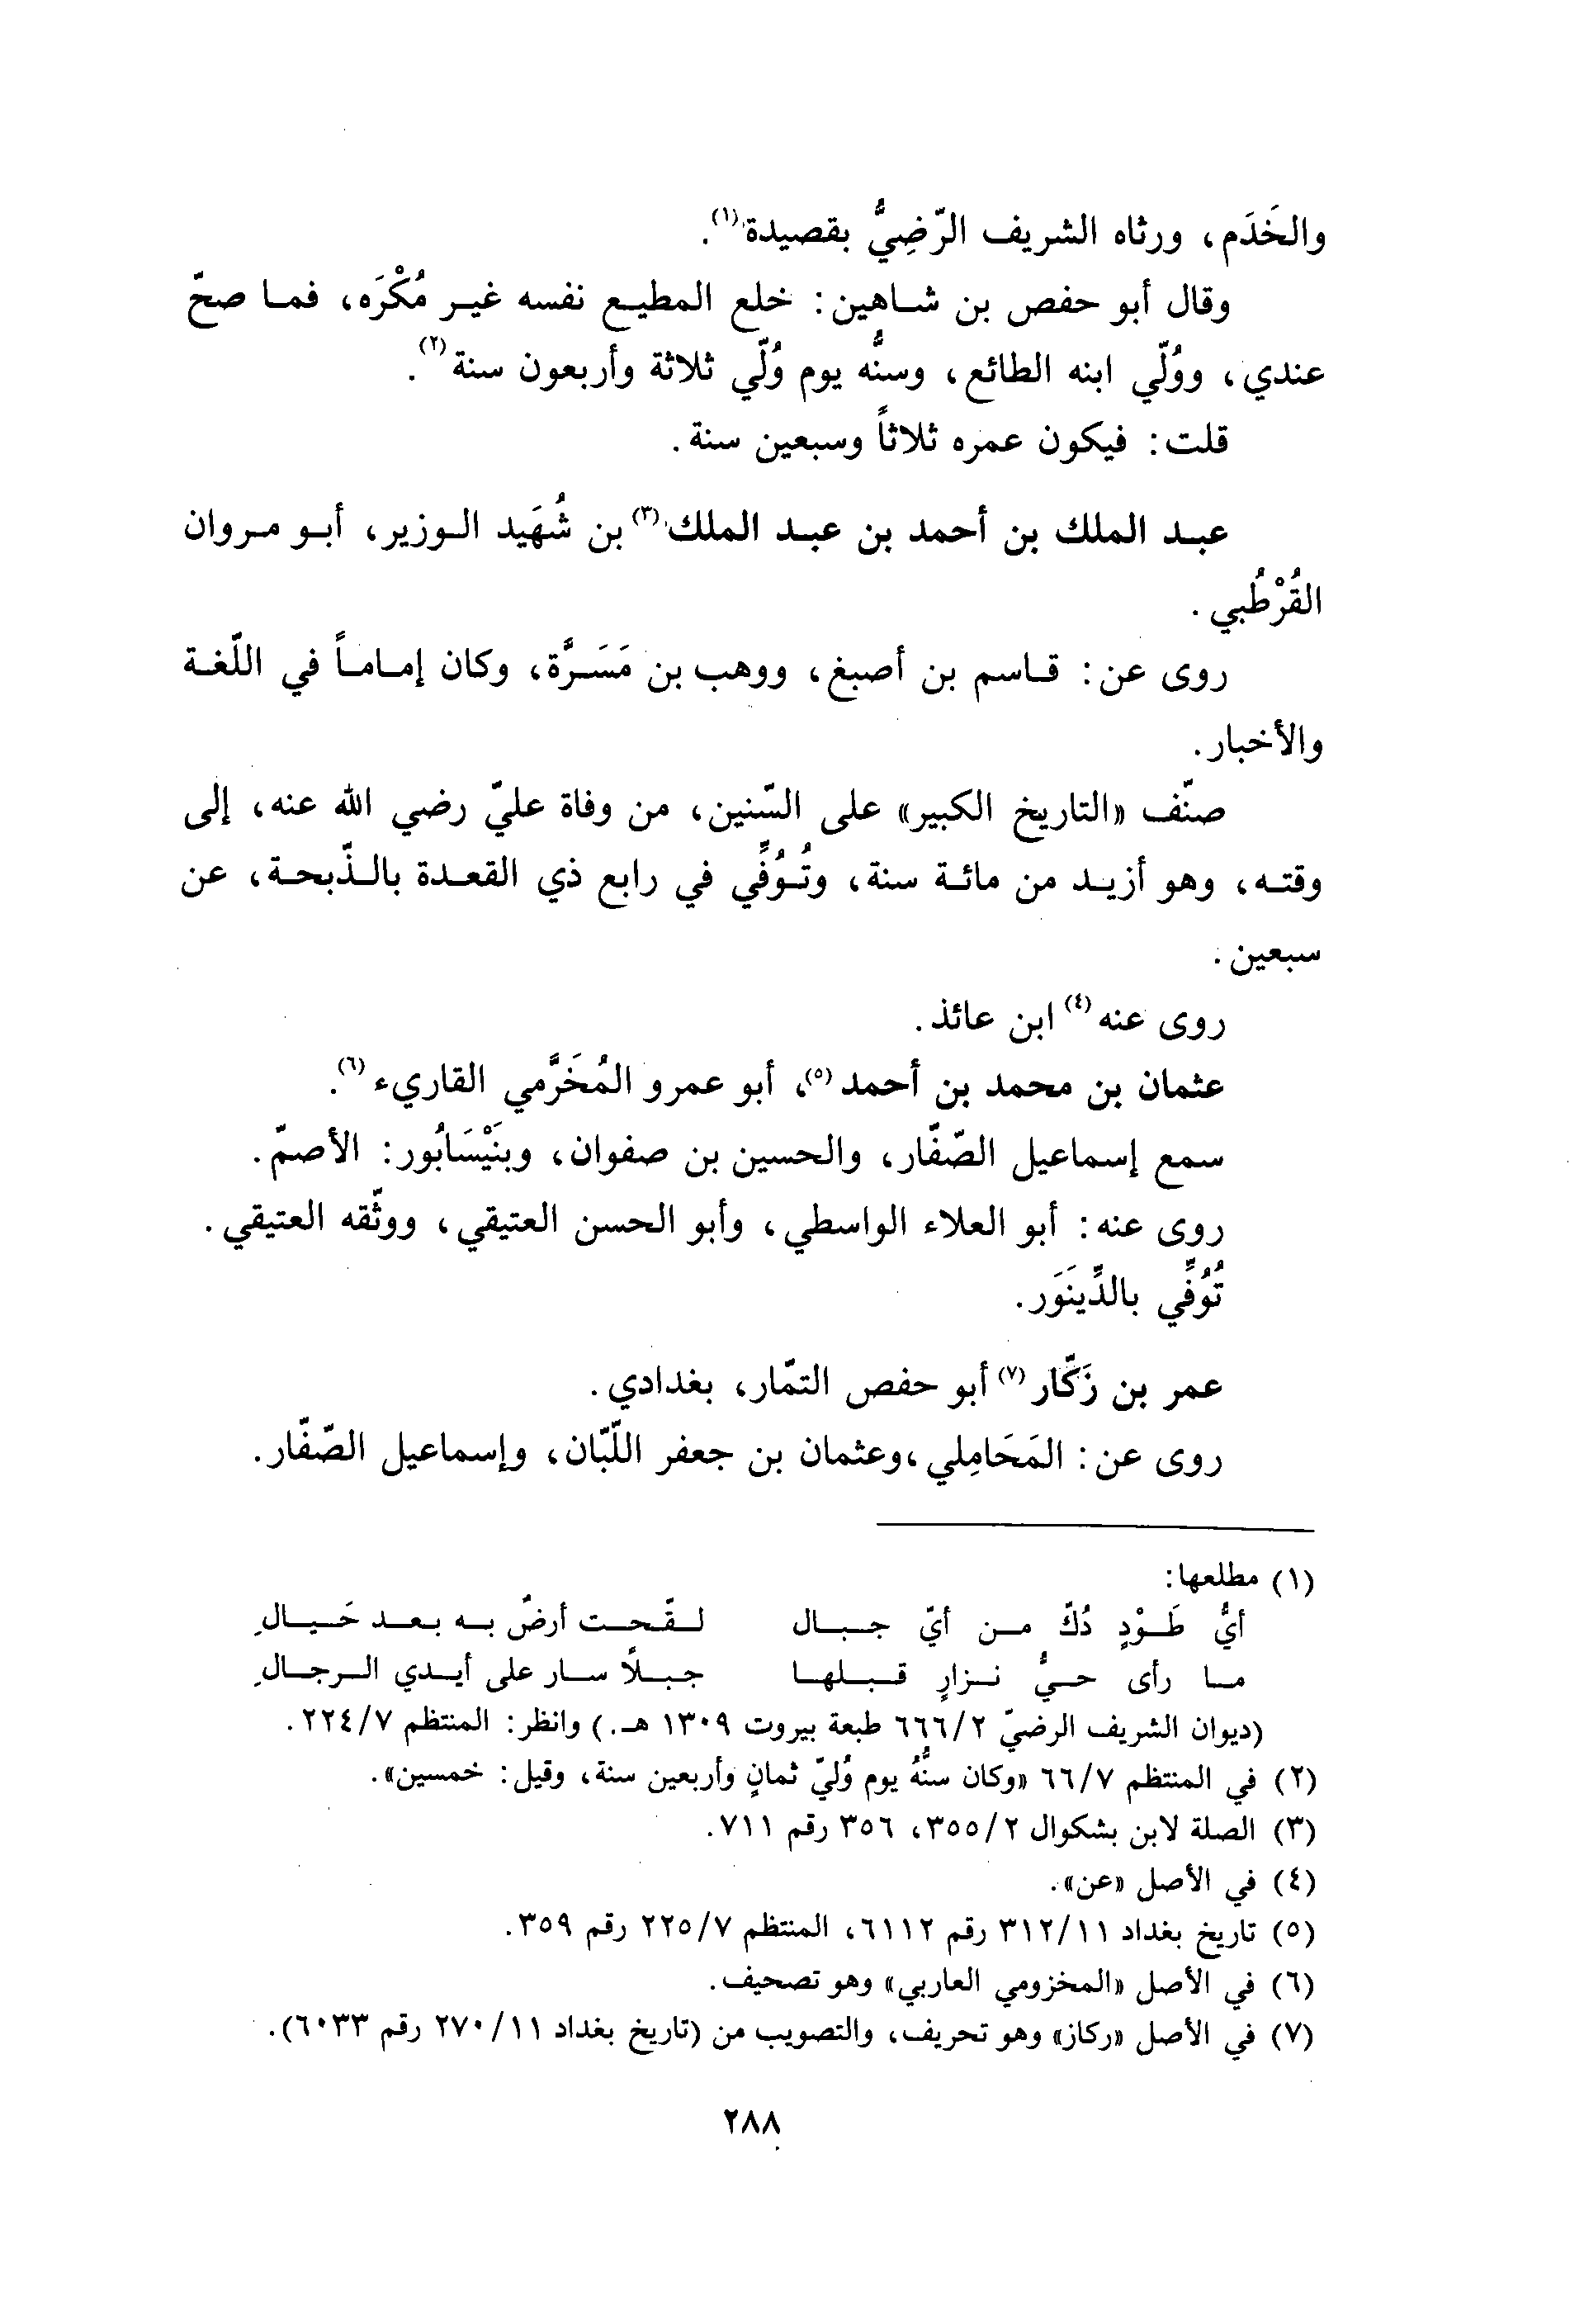 والخَدَم، ورثاه الشريف الرّضِيُّ بقصيدة(١).
وقال أبو حفص بن شاهين: خلع المطيع نفسه غير مُكْرَه، فما صحّ
عندي، ووُلّي ابنه الطائع، وسنُّه يوم وُلّي ثلاثة وأربعون سنة(٢).
قلت: فيكون عمره ثلاثاً وسبعين سنة.
عبد الملك بن أحمد بن عبد الملك(٣) بن شُهَيد الوزير، أبو مروان
القُرْطُبي.
روى عن: قاسم بن أصبغ، ووهب بن مَسَرَّة، وكان إماماً في اللّغة
والأخبار.
صنّف «التاريخ الكبير» على السّنين، من وفاة عليّ رضي الله عنه، إلى
وقته، وهو أزيد من مائة سنة، وتُوُفِّي في رابع ذي القعدة بالذّبحة، عن
سبعين.
روى عنه(٤) ابن عائذ.
عثمان بن محمد بن أحمد(٥)، أبو عمرو المُخَرَّمي القاريء(٦).
سمع إسماعيل الصّفّار، والحسين بن صفوان، وبنَيْسَابُور: الأصمّ.
روى عنه: أبو العلاء الواسطي، وأبو الحسن العتيقي، ووثّقه العتيقي.
تُوُفِّي بالدِّينَوَر.
عمر بن زَكّار(٧) أبو حفص التمّار، بغدادي.
روى عن: المَحَامِلي، وعثمان بن جعفر اللّبّان، وإسماعيل الصّفّار.
(١) مطلعها:
أيُّ طَوْدٍ دُكّ من أيّ جبال لقّحت أرضٌ به بعد حَيالِ
ما رأى حيُّ نزارٍ قبلها جبلاً سار على أيدي الرجالِ
(ديوان الشريف الرضيّ ٢/٦٦٦ طبعة بيروت ١٣٠٩ هـ.) وانظر: المنتظم ٧/٢٢٤.
(٢) في المنتظم ٧/٦٦ «وكان سنُّهُ يوم وُليّ ثمانٍ وأربعين سنة، وقيل: خمسين».
(٣) الصلة لابن بشكوال ٢/٣٥٥، ٣٥٦ رقم ٧١١.
(٤) في الأصل «عن».
(٥) تاريخ بغداد ١١/٣١٢ رقم ٦١١٢، المنتظم ٧/٢٢٥ رقم ٣٥٩.
(٦) في الأصل «المخزومي العاربي» وهو تصحيف.
(٧) في الأصل «ركاز» وهو تحريف، والتصويب من (تاريخ بغداد ١١/٢٧٠ رقم ٦٠٣٣).
٢٨٨